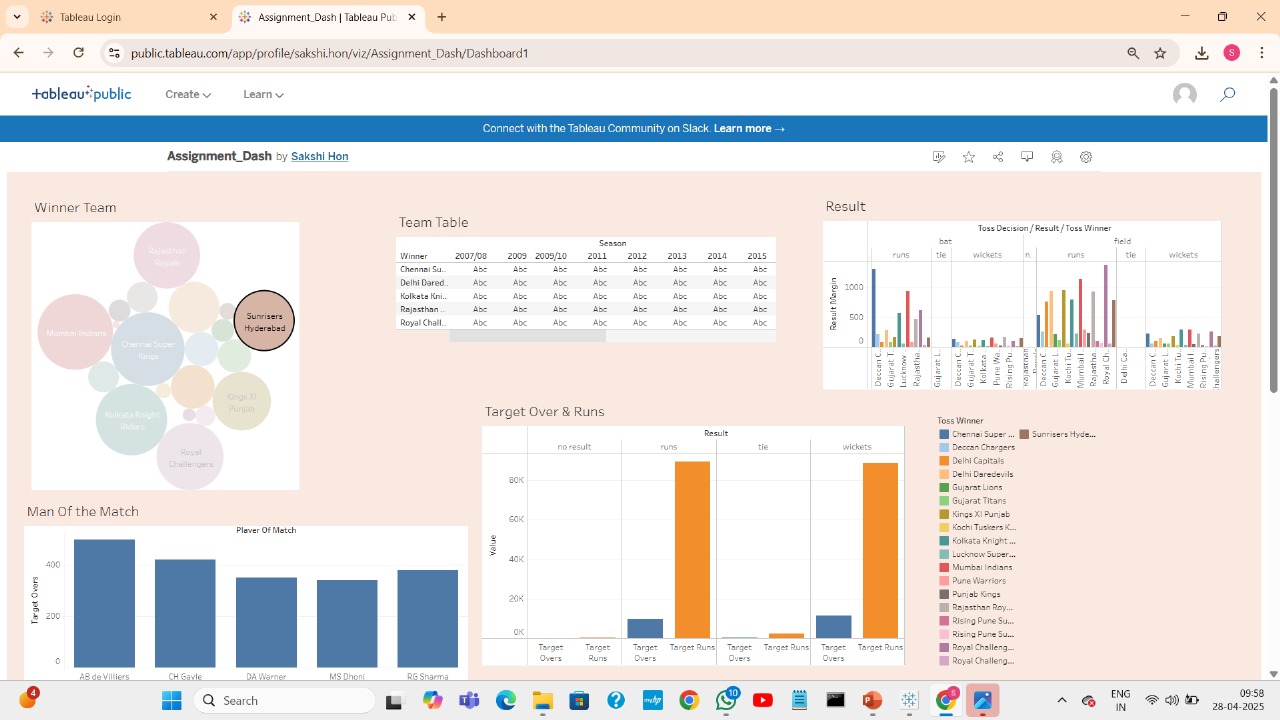 Tableau Login
Assignment_Dash | Tableau Pub
public.tableau.com/app/profile/sakshi.hon/viz/Assignment_Dash/Dashboard1
S
+ableau public
Create
Learn
Connect with the Tableau Community on Slack. Learn more →
Assignment_Dash by Sakshi Hon
Winner Team
Rajasthan Royals
Sunrisers Hyderabad
Mumbai Indians
Chennai Super Kings
Kings XI Punjab
Kolkata Knight Riders
Royal Challengers
Team Table
Season
Winner 2007/08 2009 2009/10 2011 2012 2013 2014 2015
Chennai Su.. Abc Abc Abc Abc Abc Abc Abc Abc
Delhi Dared.. Abc Abc Abc Abc Abc Abc Abc Abc
Kolkata Kni.. Abc Abc Abc Abc Abc Abc Abc Abc
Rajasthan .. Abc Abc Abc Abc Abc Abc Abc Abc
Royal Chall.. Abc Abc Abc Abc Abc Abc Abc Abc
Result
Toss Decision / Result / Toss Winner
bat field
runs tie wickets n.. runs tie wickets
Result Margin
1000
500
0
Deccan C..
Gujarat T..
Lucknow ..
Rajastha..
Gujarat L..
Deccan C..
Gujarat T..
Kolkata ..
Pune Wa..
Rising Pu..
Rajastha..
Deccan C..
Gujarat L..
Kochi Tu..
Mumbai I..
Rajastha..
Royal Ch..
Delhi Ca..
Deccan C..
Gujarat L..
Kochi Tu..
Mumbai I..
Rising Pu..
Target Over & Runs
Result
no result runs tie wickets
Value
80K
60K
40K
20K
0K
Target Overs Target Runs Target Overs Target Runs Target Overs Target Runs Target Overs Target Runs
Toss Winner
Chennai Super ... Sunrisers Hyde...
Deccan Chargers
Delhi Capitals
Delhi Daredevils
Gujarat Lions
Gujarat Titans
Kings XI Punjab
Kochi Tuskers K...
Kolkata Knight ...
Lucknow Super...
Mumbai Indians
Pune Warriors
Punjab Kings
Rajasthan Roy...
Rising Pune Su...
Rising Pune Su...
Royal Challeng...
Royal Challeng...
Man Of the Match
Player Of Match
Target Overs
400
200
0
AB de Villiers CH Gayle DA Warner MS Dhoni RG Sharma
4
Search
10
S
ENG
IN
09:58
28-04-2025